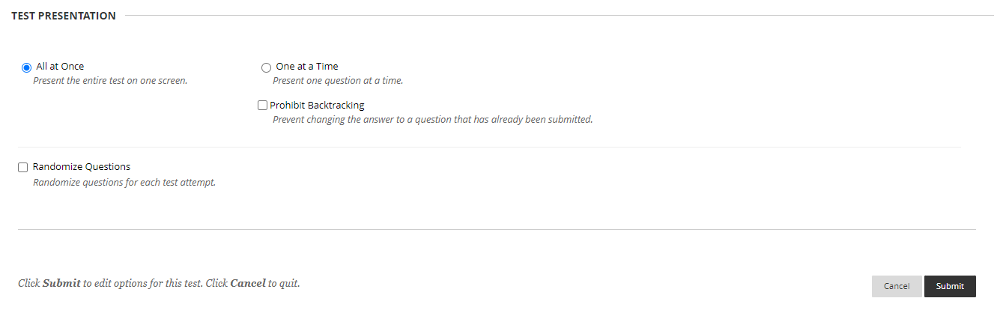 TEST PRESENTATION
All at Once
Present the entire test on one screen.
One at a Time
Present one question at a time.
Prohibit Backtracking
Prevent changing the answer to a question that has already been submitted.
Randomize Questions
Randomize questions for each test attempt.
Click Submit to edit options for this test. Click Cancel to quit.
Cancel
Submit